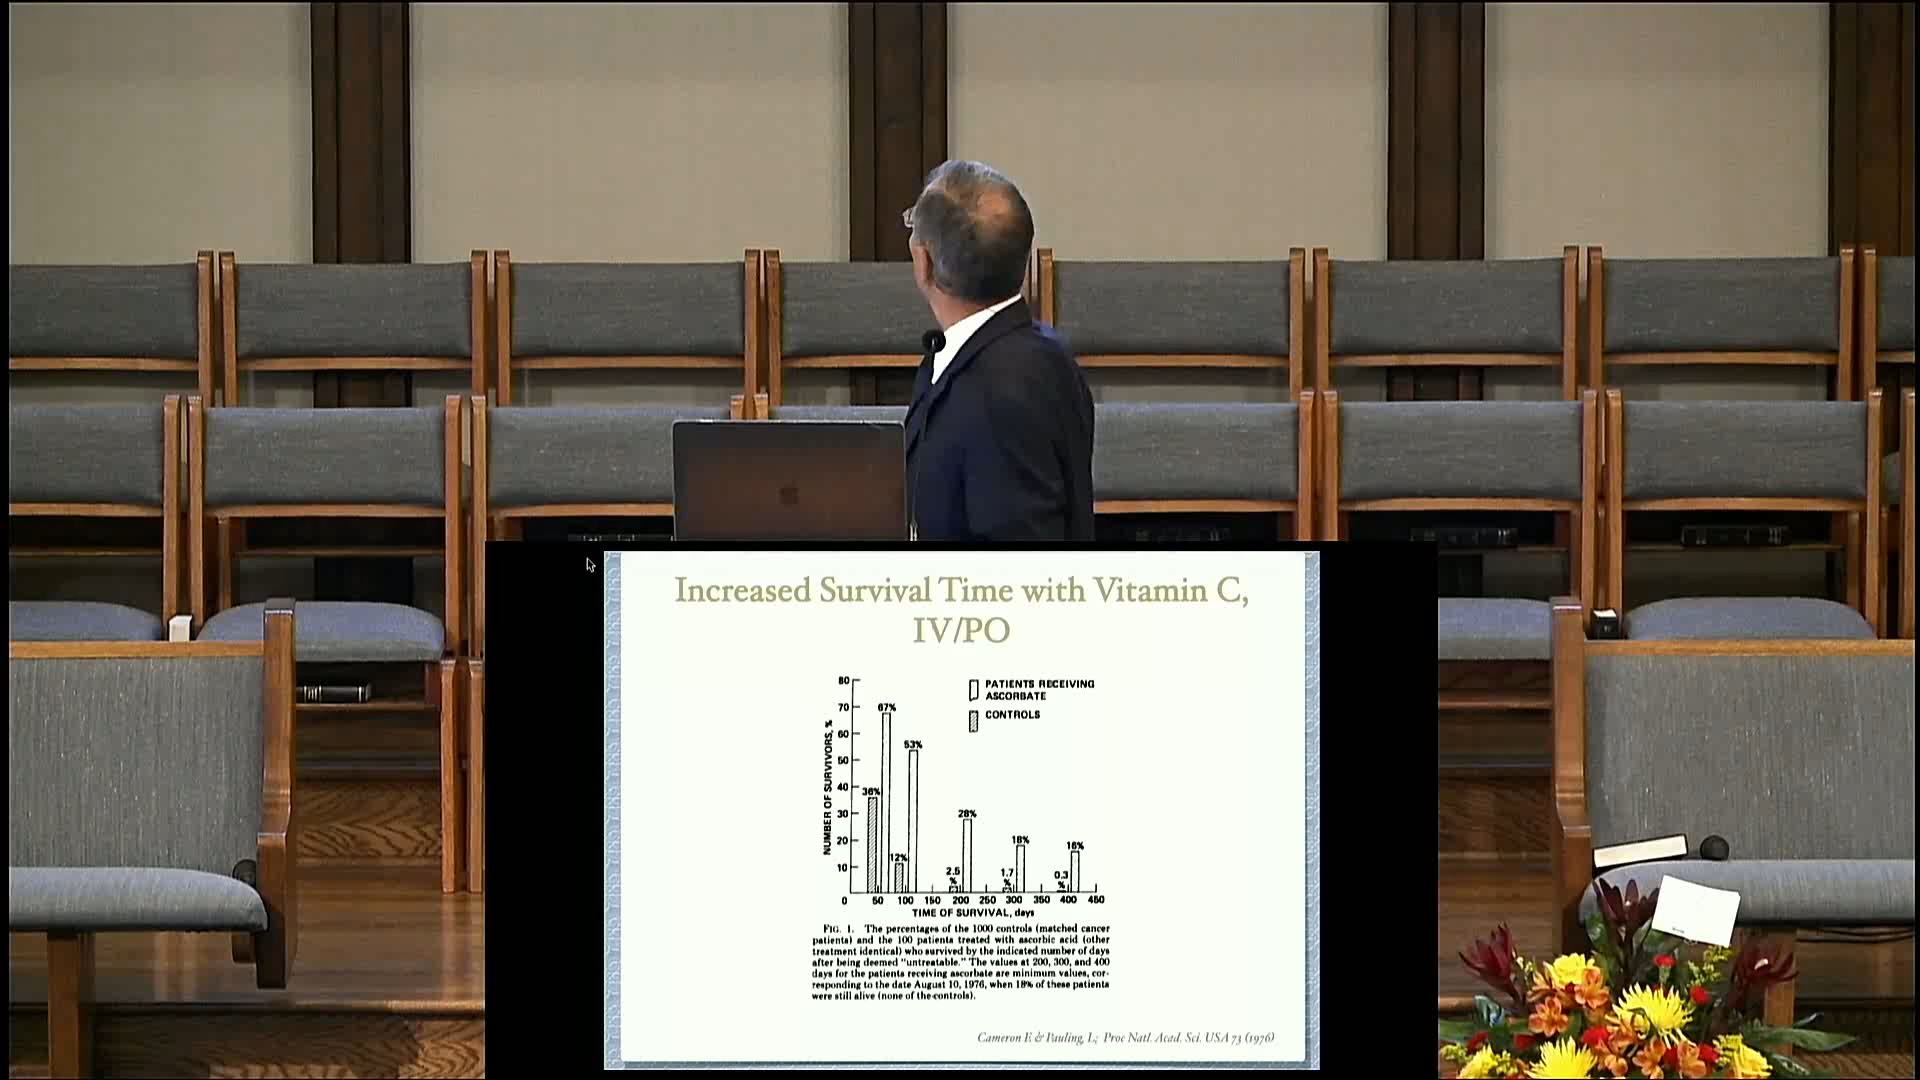 Increased Survival Time with Vitamin C,
IV/PO
PATIENTS RECEIVING
ASCORBATE
CONTROLS
NUMBER OF SURVIVORS, %
80
70
60
50
40
30
20
10
36%
67%
12%
53%
2.5
%
28%
1.7
%
18%
0.3
%
16%
0 50 100 150 200 250 300 350 400 450
TIME OF SURVIVAL, days
FIG. 1. The percentages of the 1000 controls (matched cancer
patients) and the 100 patients treated with ascorbic acid (other
treatment identical) who survived by the indicated number of days
after being deemed "untreatable." The values at 200, 300, and 400
days for the patients receiving ascorbate are minimum values, cor-
responding to the date August 10, 1976, when 18% of these patients
were still alive (none of the controls).
Cameron E & Pauling, L; Proc Natl. Acad. Sci. USA 73 (1976)